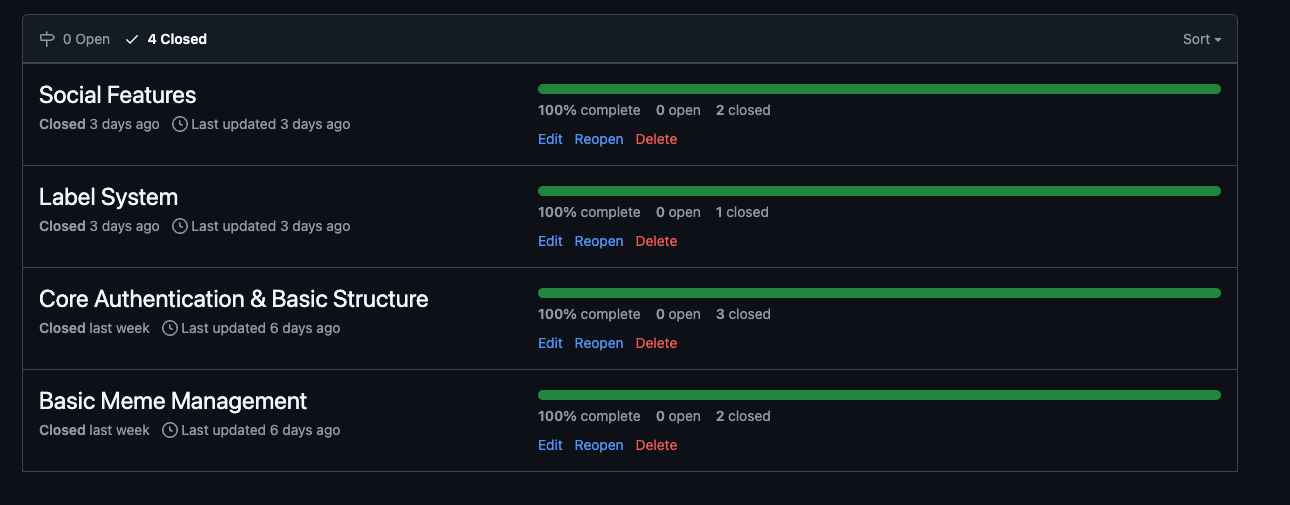 0 Open 4 Closed Sort
Social Features
Closed 3 days ago Last updated 3 days ago
100% complete 0 open 2 closed
Edit Reopen Delete
Label System
Closed 3 days ago Last updated 3 days ago
100% complete 0 open 1 closed
Edit Reopen Delete
Core Authentication & Basic Structure
Closed last week Last updated 6 days ago
100% complete 0 open 3 closed
Edit Reopen Delete
Basic Meme Management
Closed last week Last updated 6 days ago
100% complete 0 open 2 closed
Edit Reopen Delete